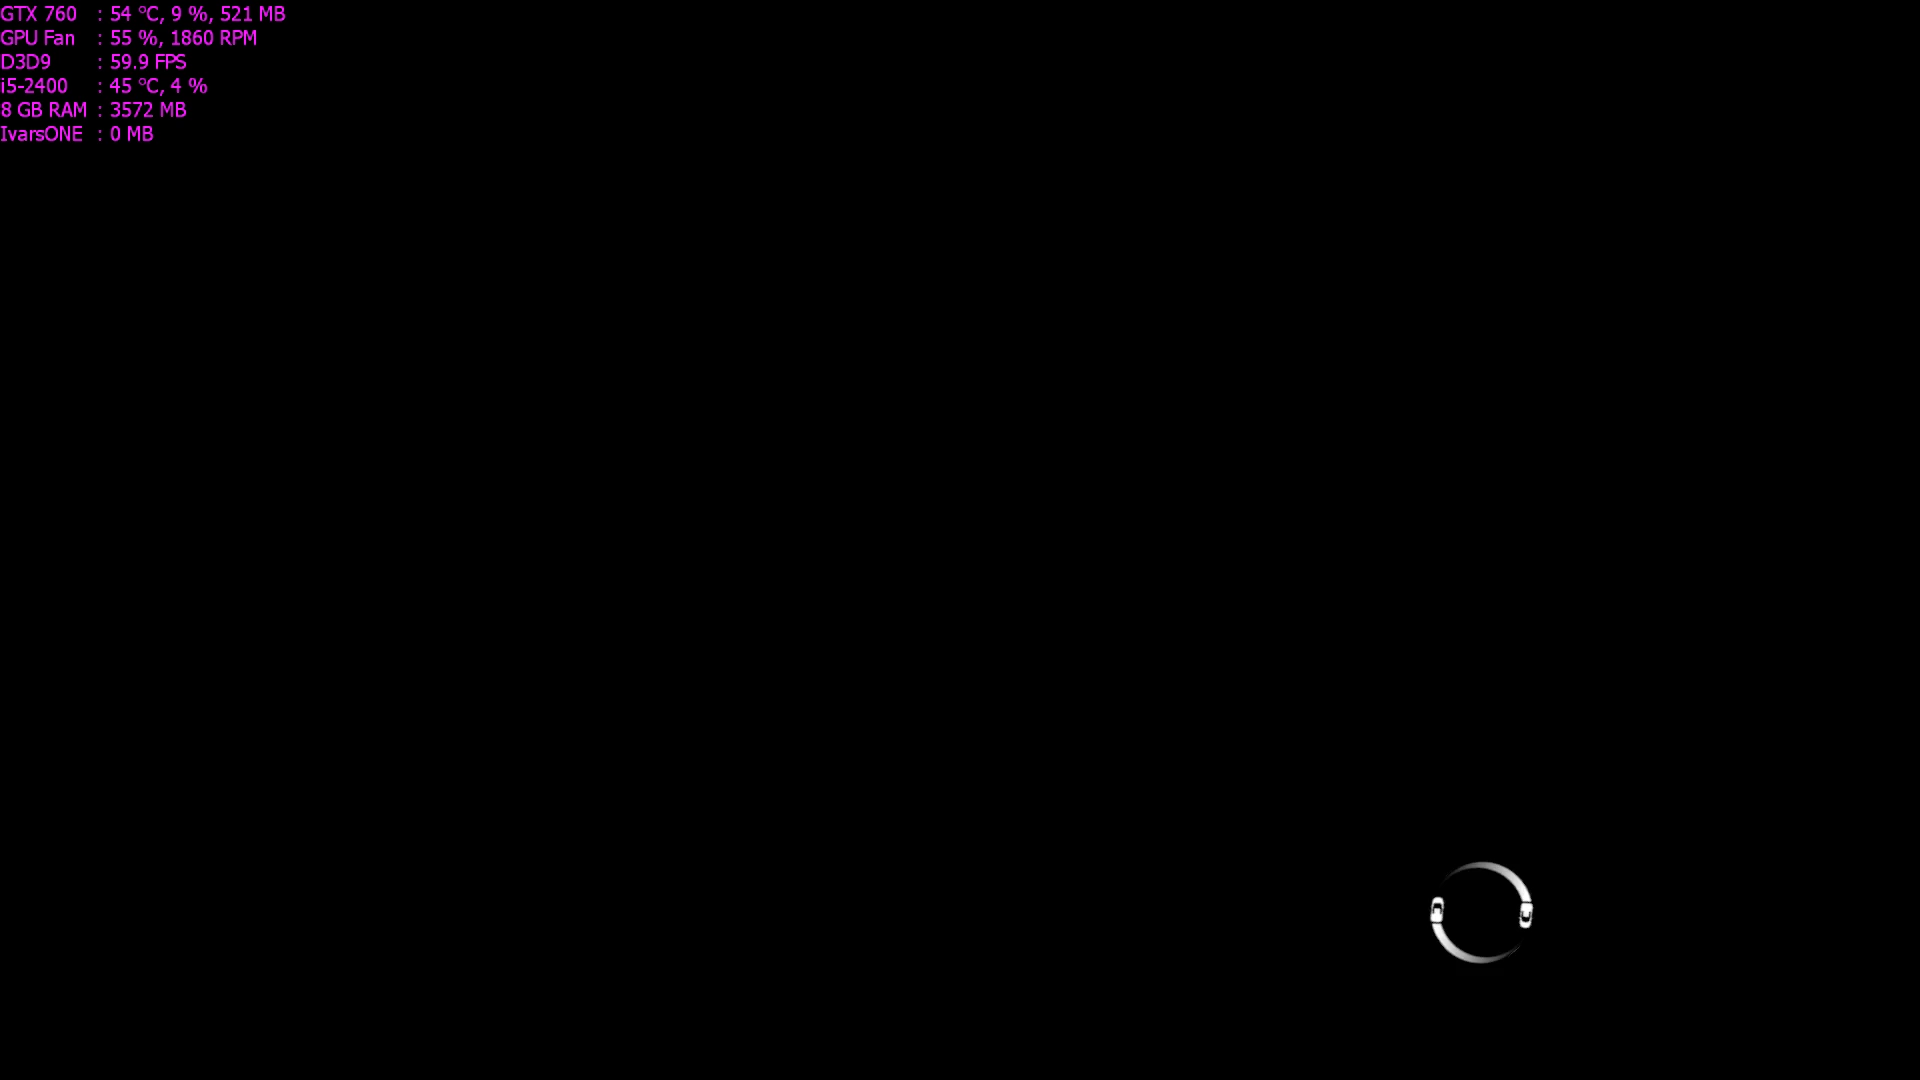 GTX 760 : 54 °C, 9 %, 521 MB
GPU Fan : 55 %, 1860 RPM
D3D9 : 59.9 FPS
i5-2400 : 45 °C, 4 %
8 GB RAM : 3572 MB
IvarsONE : 0 MB